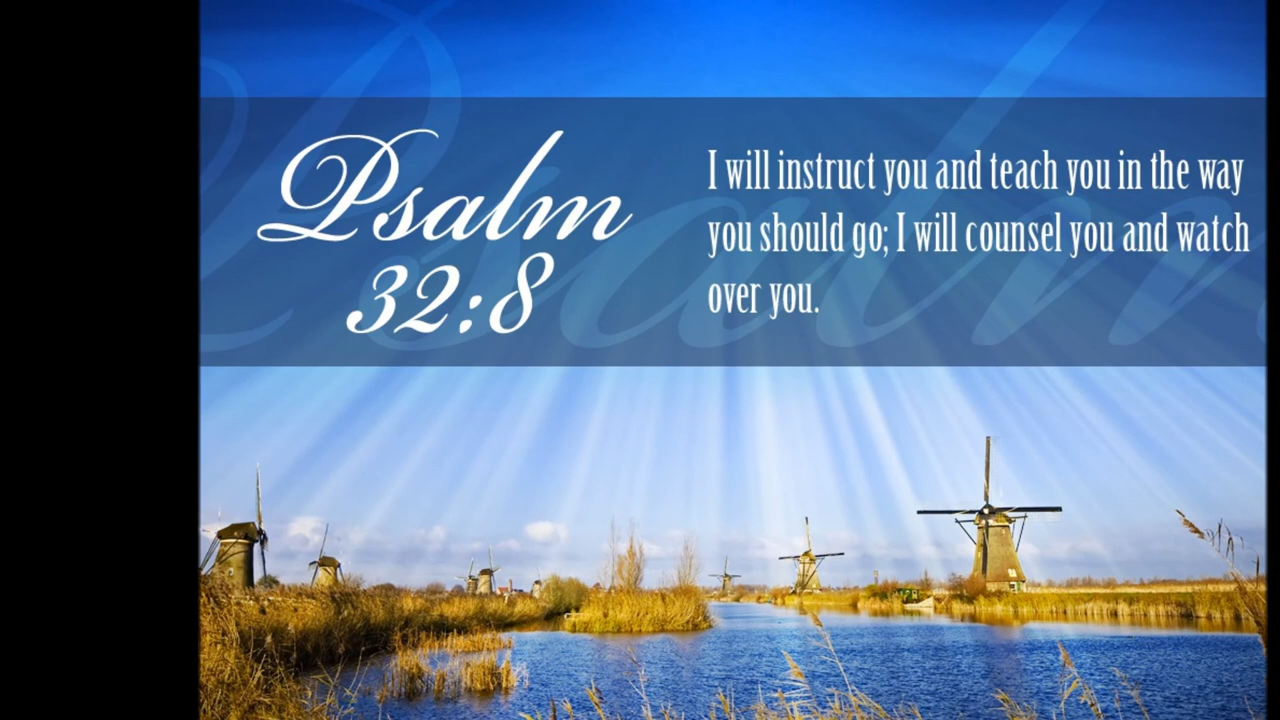 Psalm
32:8
I will instruct you and teach you in the way
you should go; I will counsel you and watch
over you.